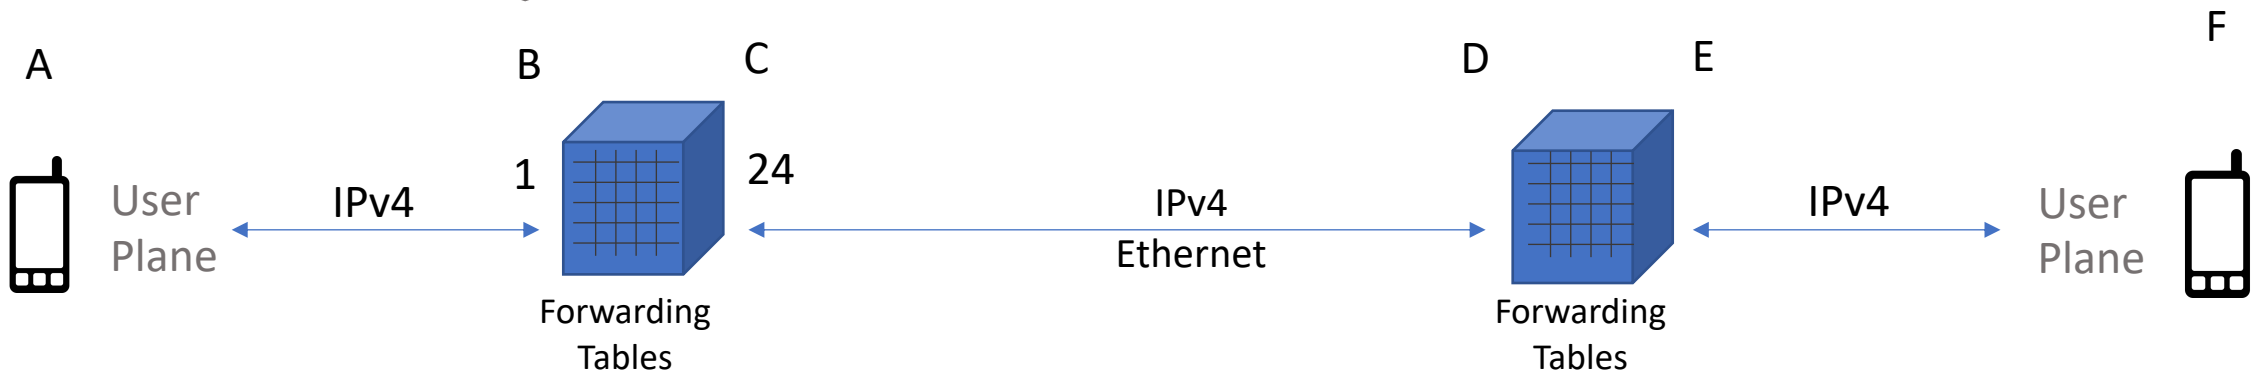 A
B
C
D
E
F
1
24
User
Plane
IPv4
IPv4
Ethernet
IPv4
User
Plane
Forwarding
Tables
Forwarding
Tables